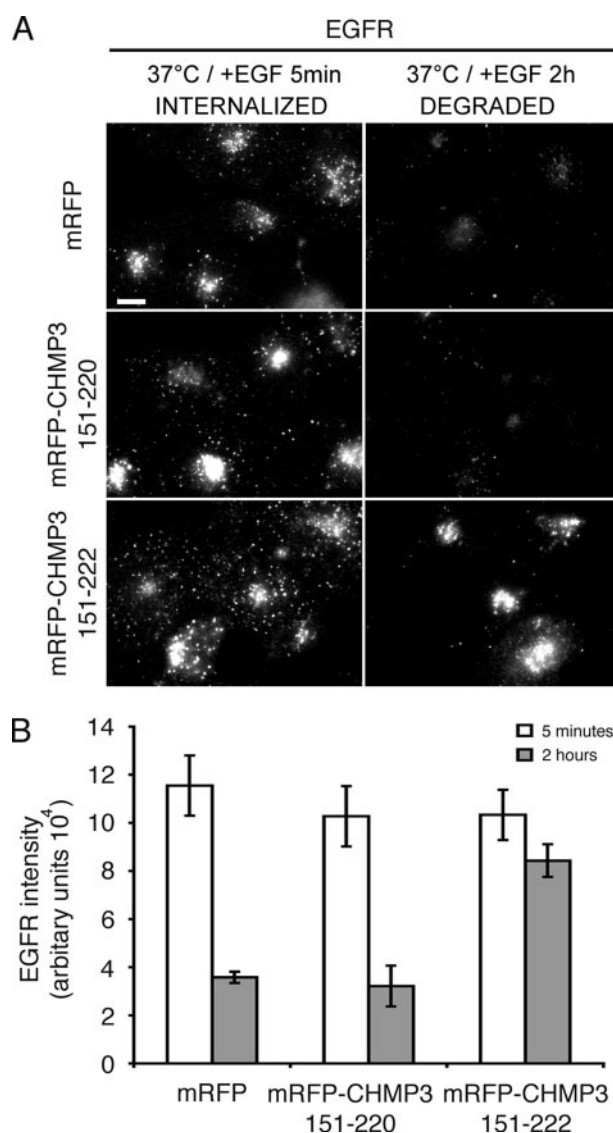 A
EGFR
37°C / +EGF 5min
INTERNALIZED
37°C / +EGF 2h
DEGRADED
mRFP
mRFP-CHMP3
151-220
mRFP-CHMP3
151-222
B
5 minutes
2 hours
EGFR intensity
(arbitary units 10^4)
14
12
10
8
6
4
2
0
mRFP
mRFP-CHMP3
151-220
mRFP-CHMP3
151-222